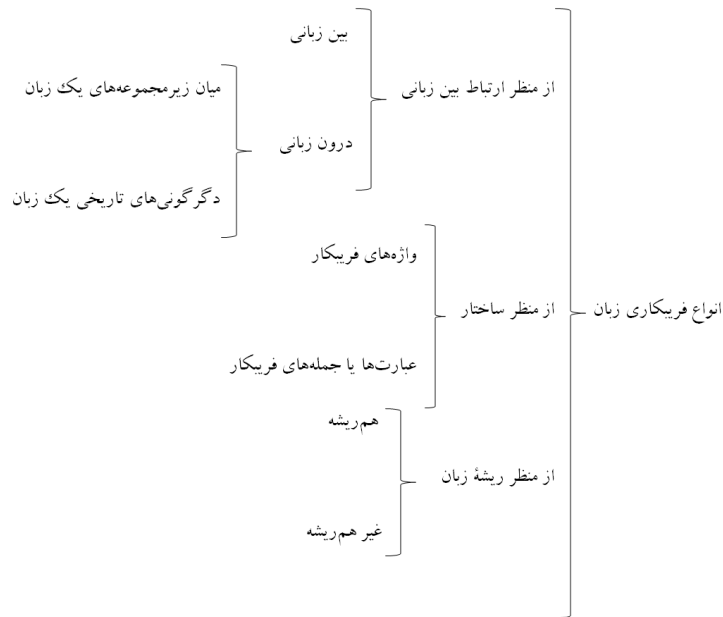 انواع فریبکاری زبان
از منظر ارتباط بین زبانی
بین زبانی
درون زبانی
میان زیرمجموعه‌های یک زبان
دگرگونی‌های تاریخی یک زبان
از منظر ساختار
واژه‌های فریبکار
عبارت‌ها یا جمله‌های فریبکار
از منظر ریشۀ زبان
هم‌ریشه
غیر هم‌ریشه